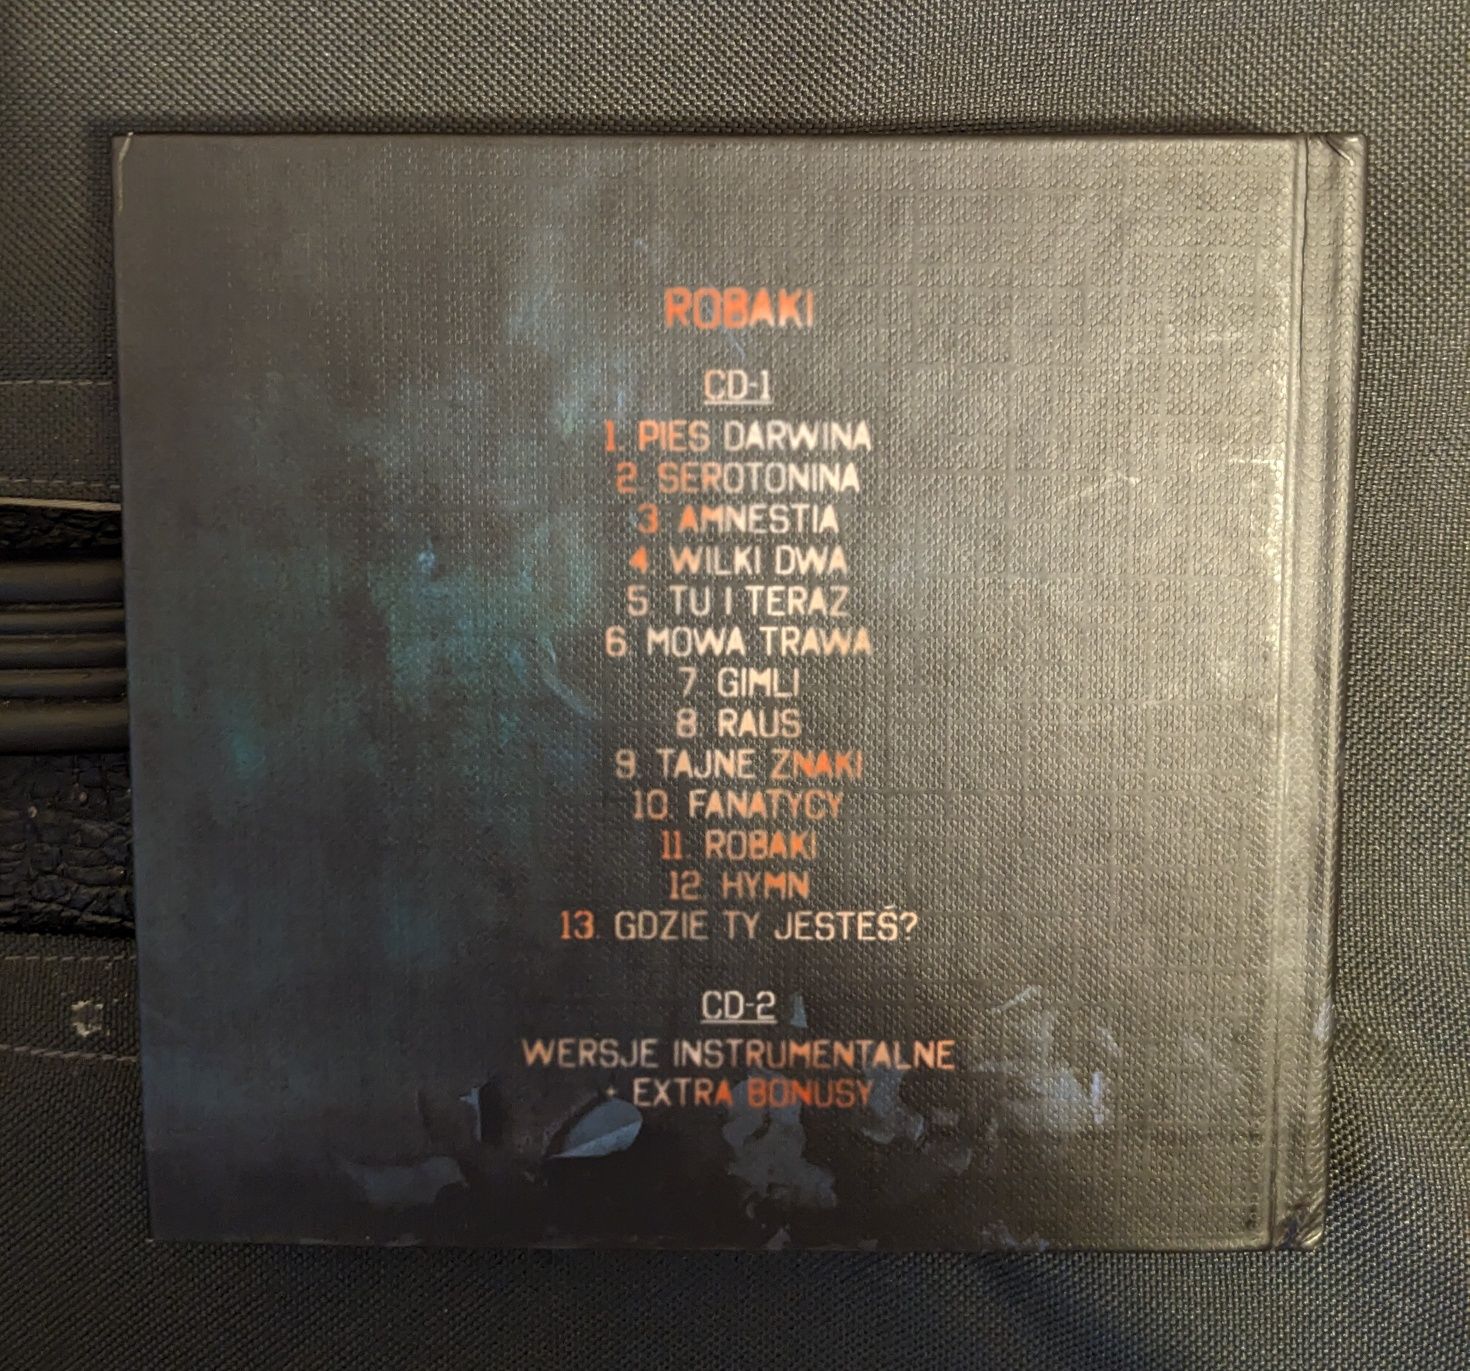 ROBAKI
CD-1
1. PIES DARWINA
2. SEROTONINA
3. AMNESTIA
4. WILKI DWA
5. TU I TERAZ
6. MOWA TRAWA
7. GIMLI
8. RAUS
9. TAJNE ZNAKI
10. FANATYCY
11. ROBAKI
12. HYMN
13. GDZIE TY JESTEŚ?
CD-2
WERSJE INSTRUMENTALNE
+ EXTRA BONUSY